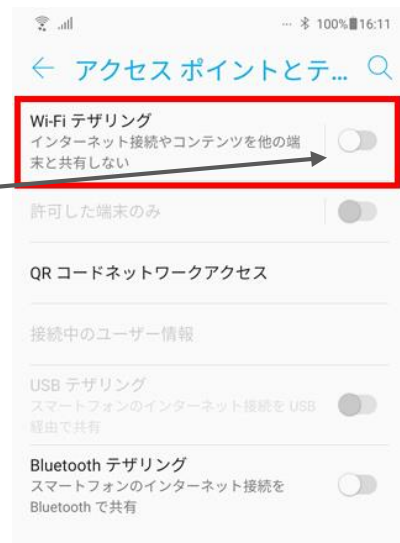 … 100% 16:11
アクセス ポイントとテ…
Wi-Fi テザリング
インターネット接続やコンテンツを他の端
末と共有しない
許可した端末のみ
QR コードネットワークアクセス
接続中のユーザー情報
USB テザリング
スマートフォンのインターネット接続を USB
経由で共有
Bluetooth テザリング
スマートフォンのインターネット接続を
Bluetooth で共有